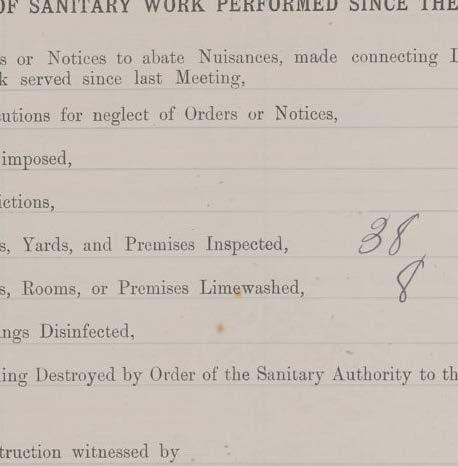 OF SANITARY WORK PERFORMED SINCE THE
s or Notices to abate Nuisances, made connecting
k served since last Meeting,
cutions for neglect of Orders or Notices,
imposed,
ictions,
s, Yards, and Premises Inspected, 38
s, Rooms, or Premises Limewashed, 8
ings Disinfected,
ing Destroyed by Order of the Sanitary Authority to th
truction witnessed by